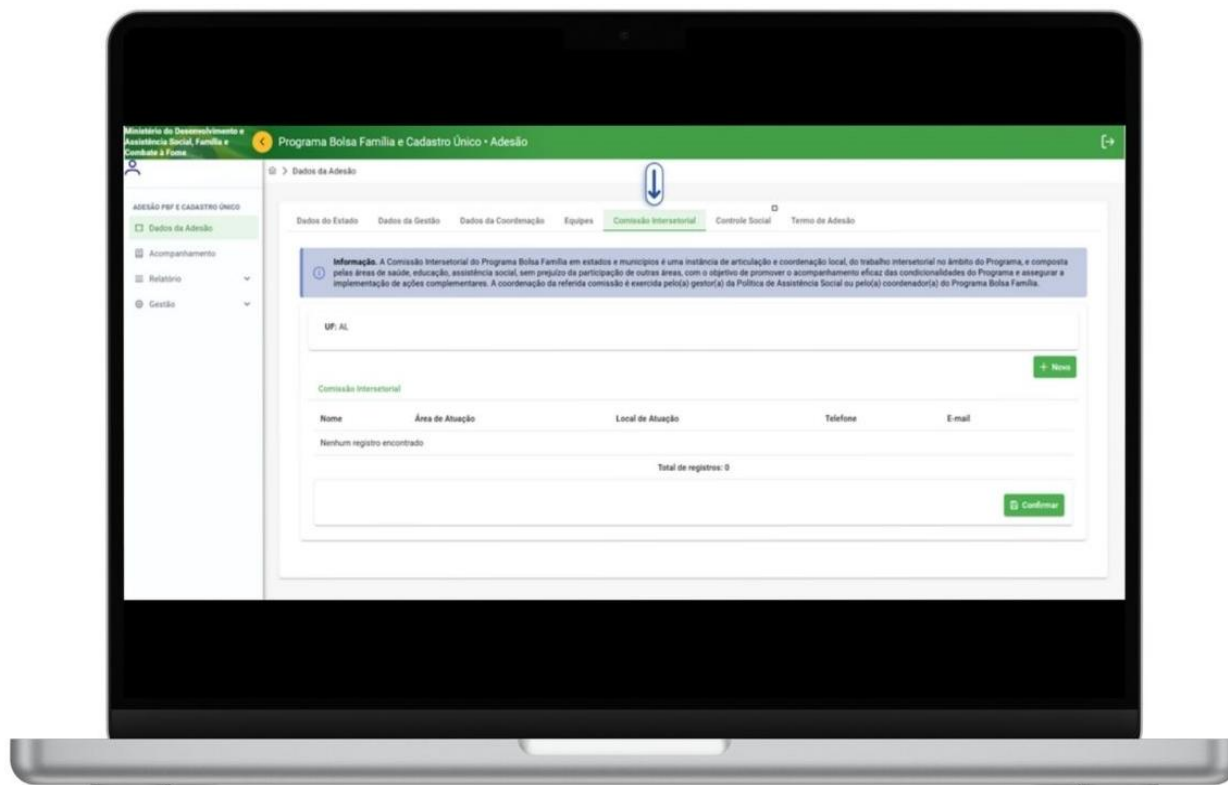 Ministério do Desenvolvimento e
Assistência Social, Família e
Combate à Fome
Programa Bolsa Família e Cadastro Único • Adesão
Dados da Adesão
ADESÃO PBF E CADASTRO ÚNICO
Dados da Adesão
Acompanhamento
Relatório
Gestão
Dados do Estado Dados da Gestão Dados da Coordenação Equipes Comissão Intersetorial Controle Social Termo de Adesão
Informação. A Comissão Intersetorial do Programa Bolsa Família em estados e municípios é uma instância de articulação e coordenação local, do trabalho intersetorial no âmbito do Programa, e composta
pelas áreas de saúde, educação, assistência social, sem prejuízo da participação de outras áreas, com o objetivo de promover o acompanhamento eficaz das condicionalidades do Programa e assegurar a
implementação de ações complementares. A coordenação da referida comissão é exercida pelo(a) gestor(a) da Política de Assistência Social ou pelo(a) coordenador(a) do Programa Bolsa Família.
UF: AL
+ Novo
Comissão Intersetorial
Nome Área de Atuação Local de Atuação Telefone E-mail
Nenhum registro encontrado
Total de registros: 0
Confirmar